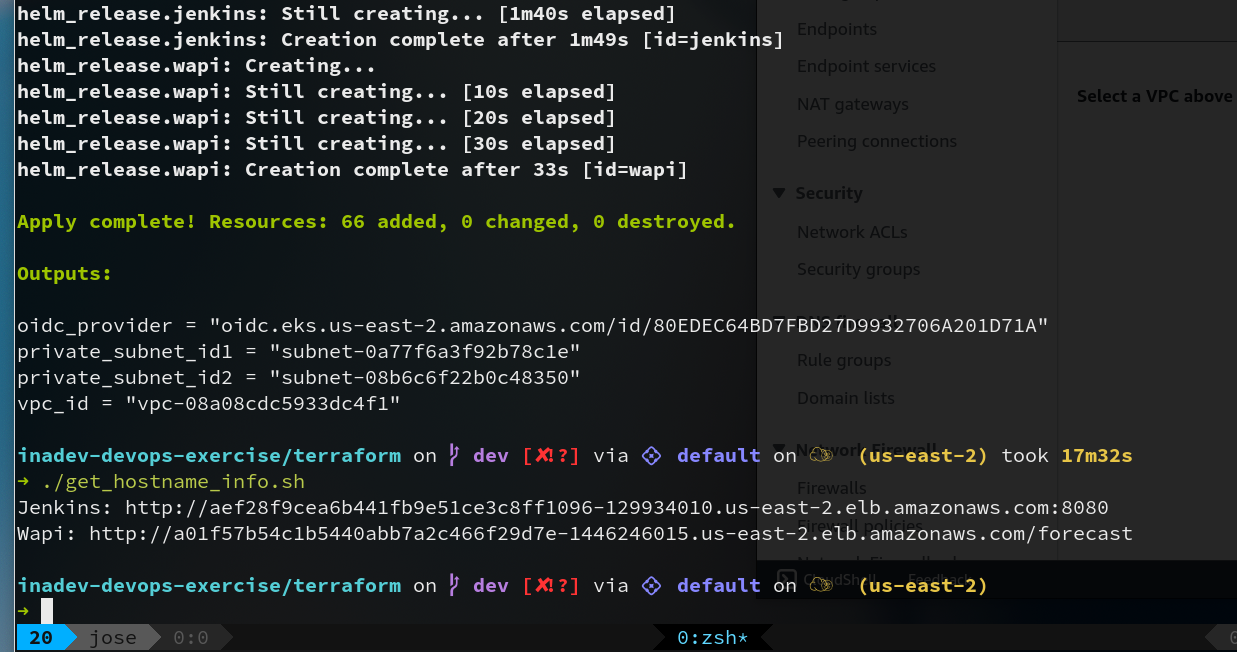 helm_release.jenkins: Still creating... [1m40s elapsed]
helm_release.jenkins: Creation complete after 1m49s [id=jenkins]
helm_release.wapi: Creating...
helm_release.wapi: Still creating... [10s elapsed]
helm_release.wapi: Still creating... [20s elapsed]
helm_release.wapi: Still creating... [30s elapsed]
helm_release.wapi: Creation complete after 33s [id=wapi]
Apply complete! Resources: 66 added, 0 changed, 0 destroyed.
Outputs:
oidc_provider = "oidc.eks.us-east-2.amazonaws.com/id/80EDEC64BD7FBD27D9932706A201D71A"
private_subnet_id1 = "subnet-0a77f6a3f92b78c1e"
private_subnet_id2 = "subnet-08b6c6f22b0c48350"
vpc_id = "vpc-08a08cdc5933dc4f1"
inadev-devops-exercise/terraform on dev [✘!?] via default on (us-east-2) took 17m32s
→ ./get_hostname_info.sh
Jenkins: http://aef28f9cea6b441fb9e51ce3c8ff1096-129934010.us-east-2.elb.amazonaws.com:8080
Wapi: http://a01f57b54c1b5440abb7a2c466f29d7e-1446246015.us-east-2.elb.amazonaws.com/forecast
inadev-devops-exercise/terraform on dev [✘!?] via default on (us-east-2)
→
20 jose 0:0 0:zsh*
Endpoints
Endpoint services
NAT gateways
Peering connections
▼ Security
Network ACLs
Security groups
Rule groups
Domain lists
▼ Network Firewall
Firewalls
Firewall policies
CloudShell Feedback
Select a VPC above